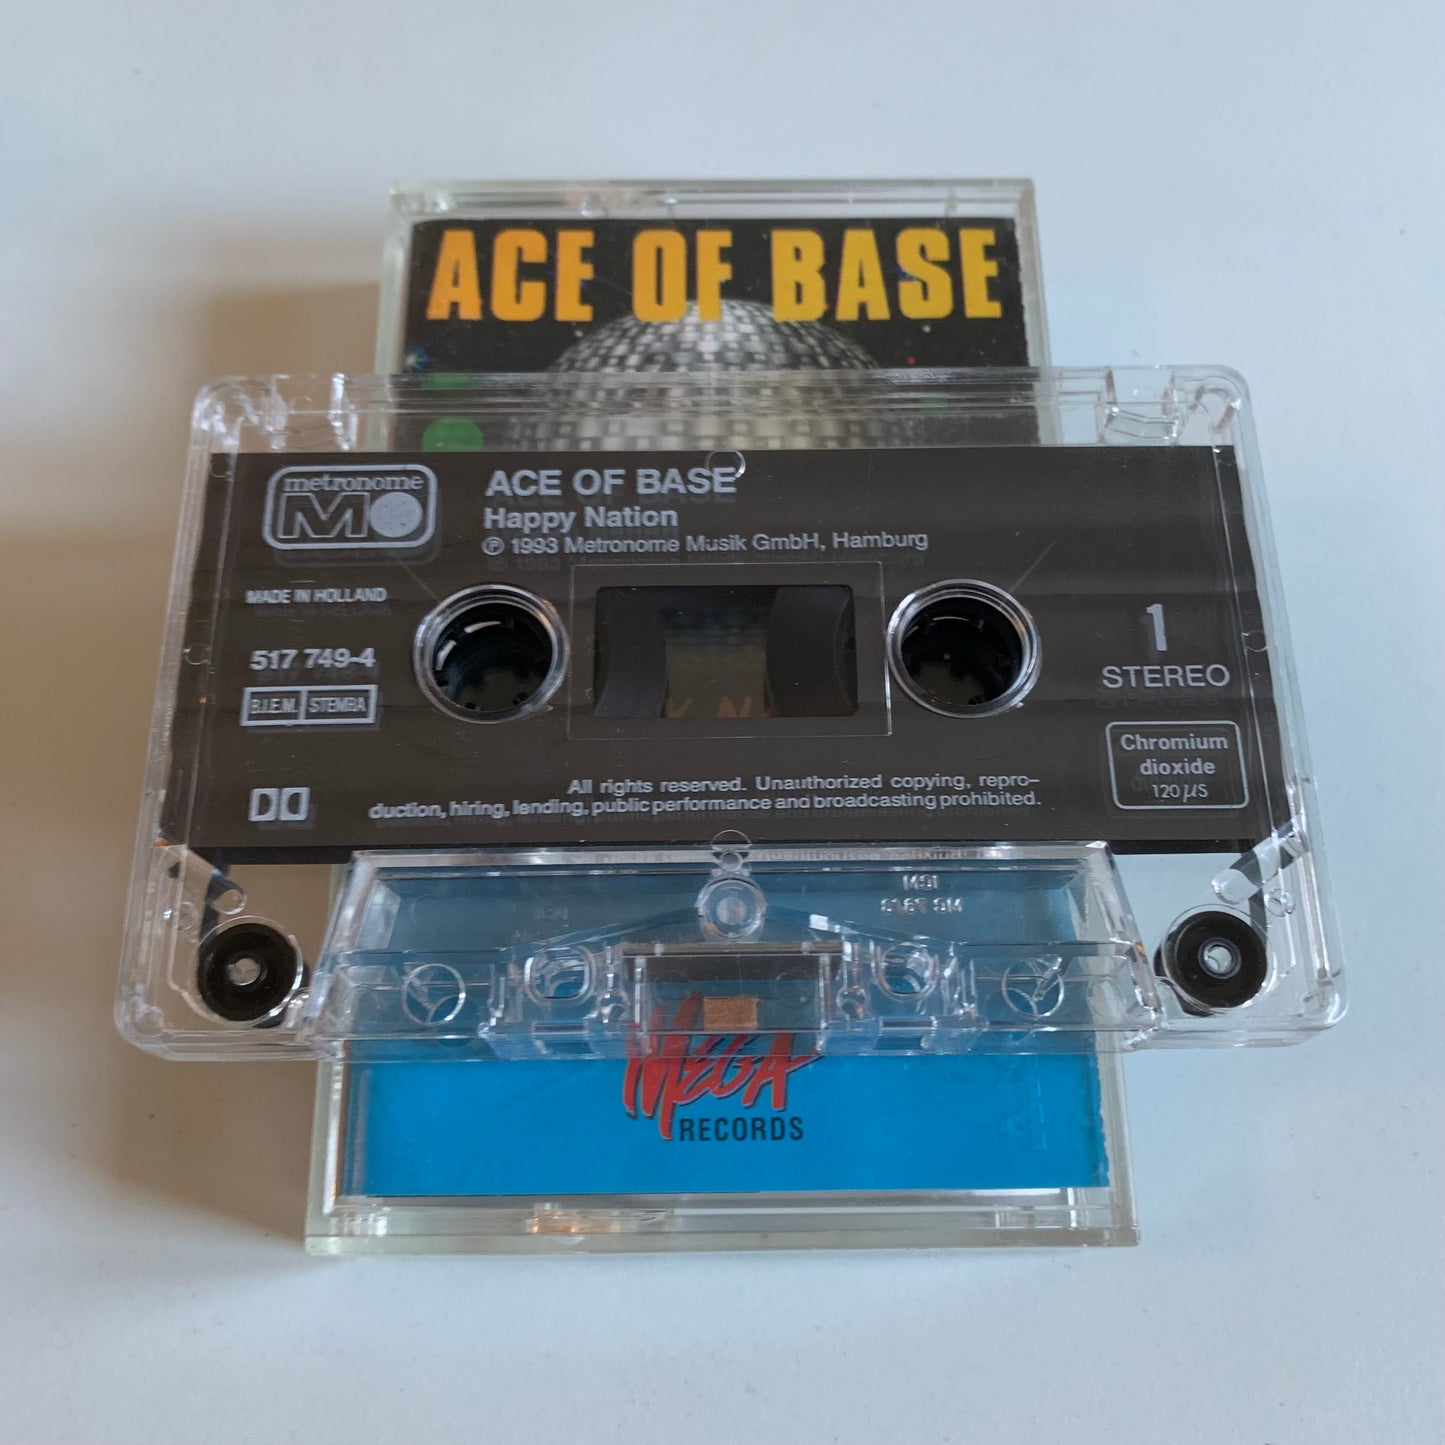 ACE OF BASE
metronome
ACE OF BASE
Happy Nation
℗ 1993 Metronome Musik GmbH, Hamburg
MADE IN HOLLAND
517 749-4
B.I.E.M. STEMRA
1
STEREO
Chromium
dioxide
120 µS
All rights reserved. Unauthorized copying, repro-
duction, hiring, lending, public performance and broadcasting prohibited.
MEGA
RECORDS